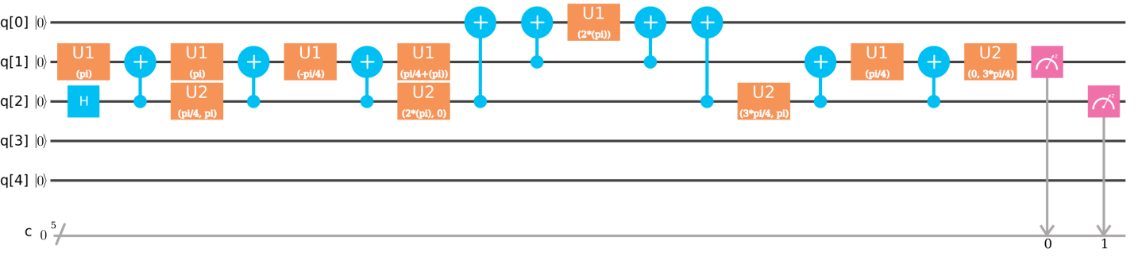 q[0] |0⟩ + + U1 + +
(2*(pi))
q[1] |0⟩ U1 + U1 + U1 + U1 + U1 + U2
(pi) (pi) (-pi/4) (pi/4+(pi)) (pi/4) (0, 3*pi/4)
q[2] |0⟩ H U2 U2 U2
(pi/4, pi) (2*(pi), 0) (3*pi/4, pi)
q[3] |0⟩
q[4] |0⟩
c 0 5
0 1